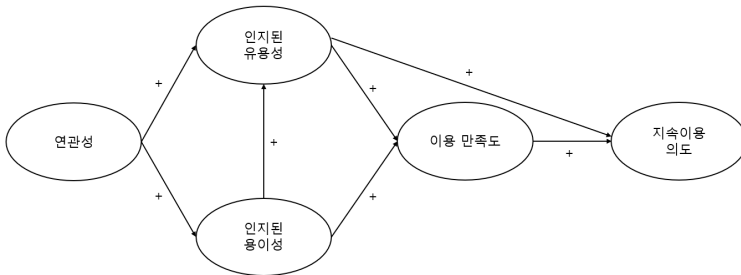 인지된
유용성
+
+
+
연관성
+
이용 만족도
+
지속이용
의도
+
+
인지된
용이성